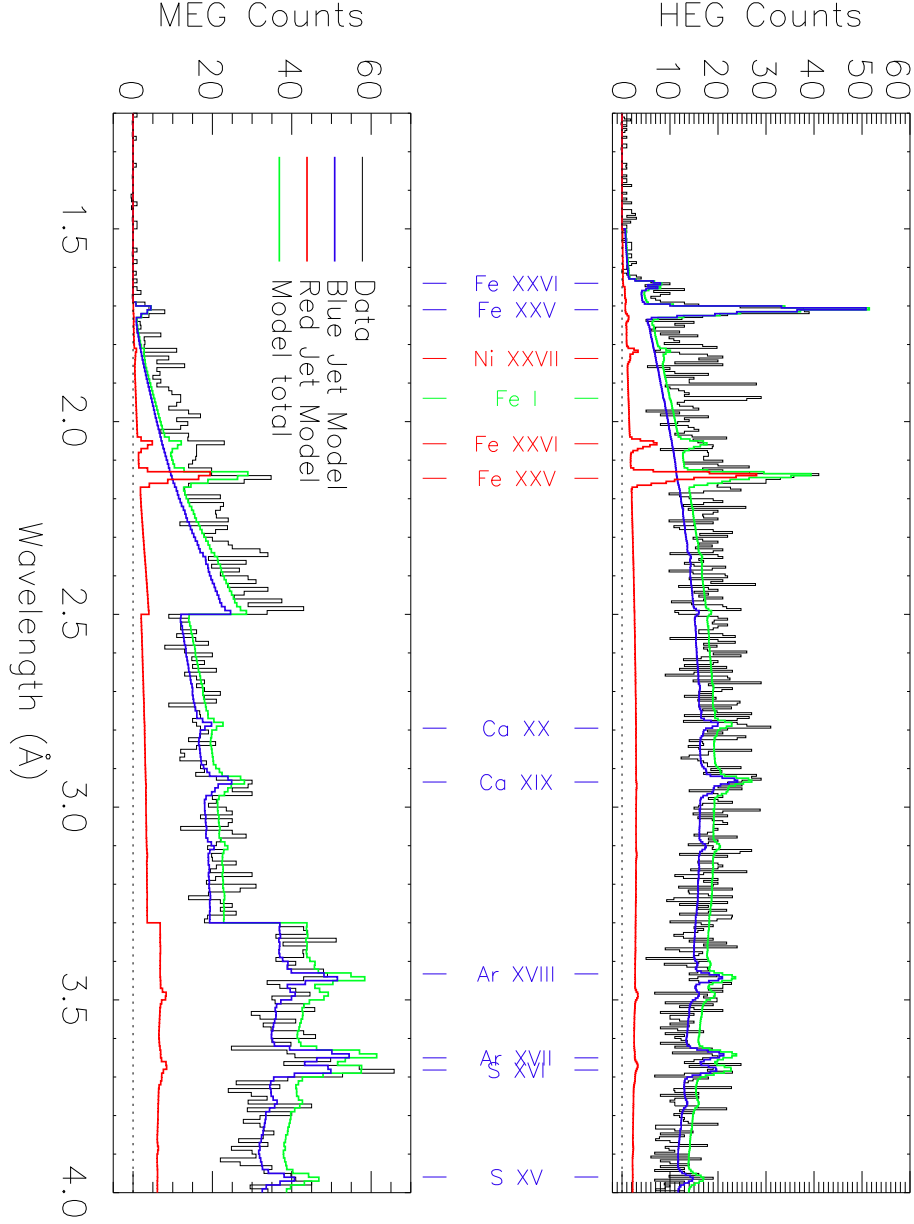 HEG Counts
0 10 20 30 40 50 60
Fe XXVI
Fe XXV
Ni XXVII
Fe I
Fe XXVI
Fe XXV
Ca XX
Ca XIX
Ar XVIII
Ar XVII
S XVI
S XV
MEG Counts
0 20 40 60
Data
Blue Jet Model
Red Jet Model
Model total
1.5 2.0 2.5 3.0 3.5 4.0
Wavelength (Å)